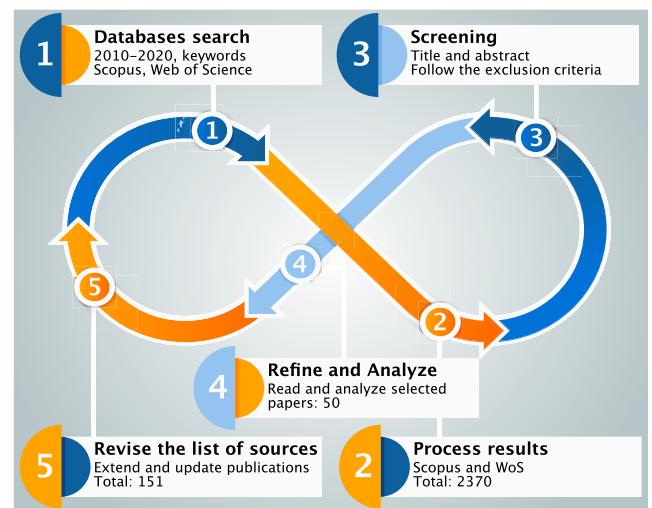 1
Databases search
2010-2020, keywords
Scopus, Web of Science
3
Screening
Title and abstract
Follow the exclusion criteria
1
3
4
5
2
4
Refine and Analyze
Read and analyze selected
papers: 50
5
Revise the list of sources
Extend and update publications
Total: 151
2
Process results
Scopus and WoS
Total: 2370